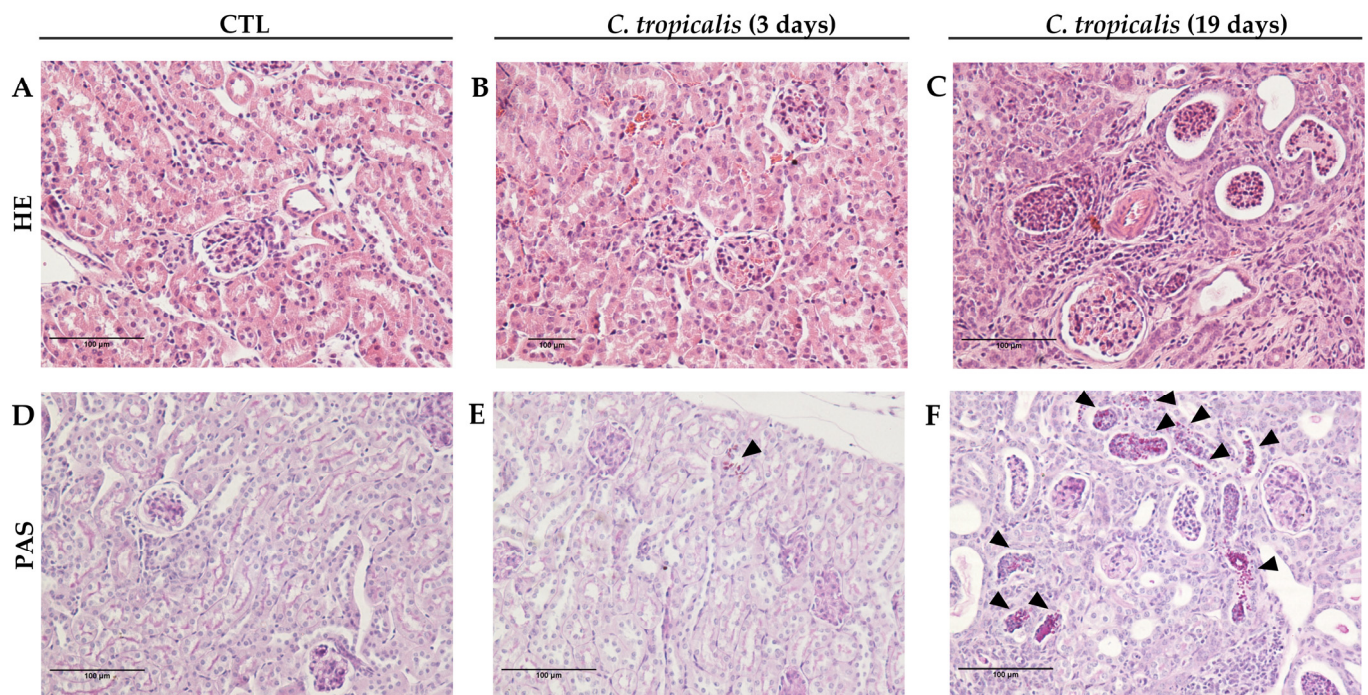 CTL
C. tropicalis (3 days)
C. tropicalis (19 days)
HE
A
B
C
100 µm
100 µm
100 µm
PAS
D
E
F
100 µm
100 µm
100 µm